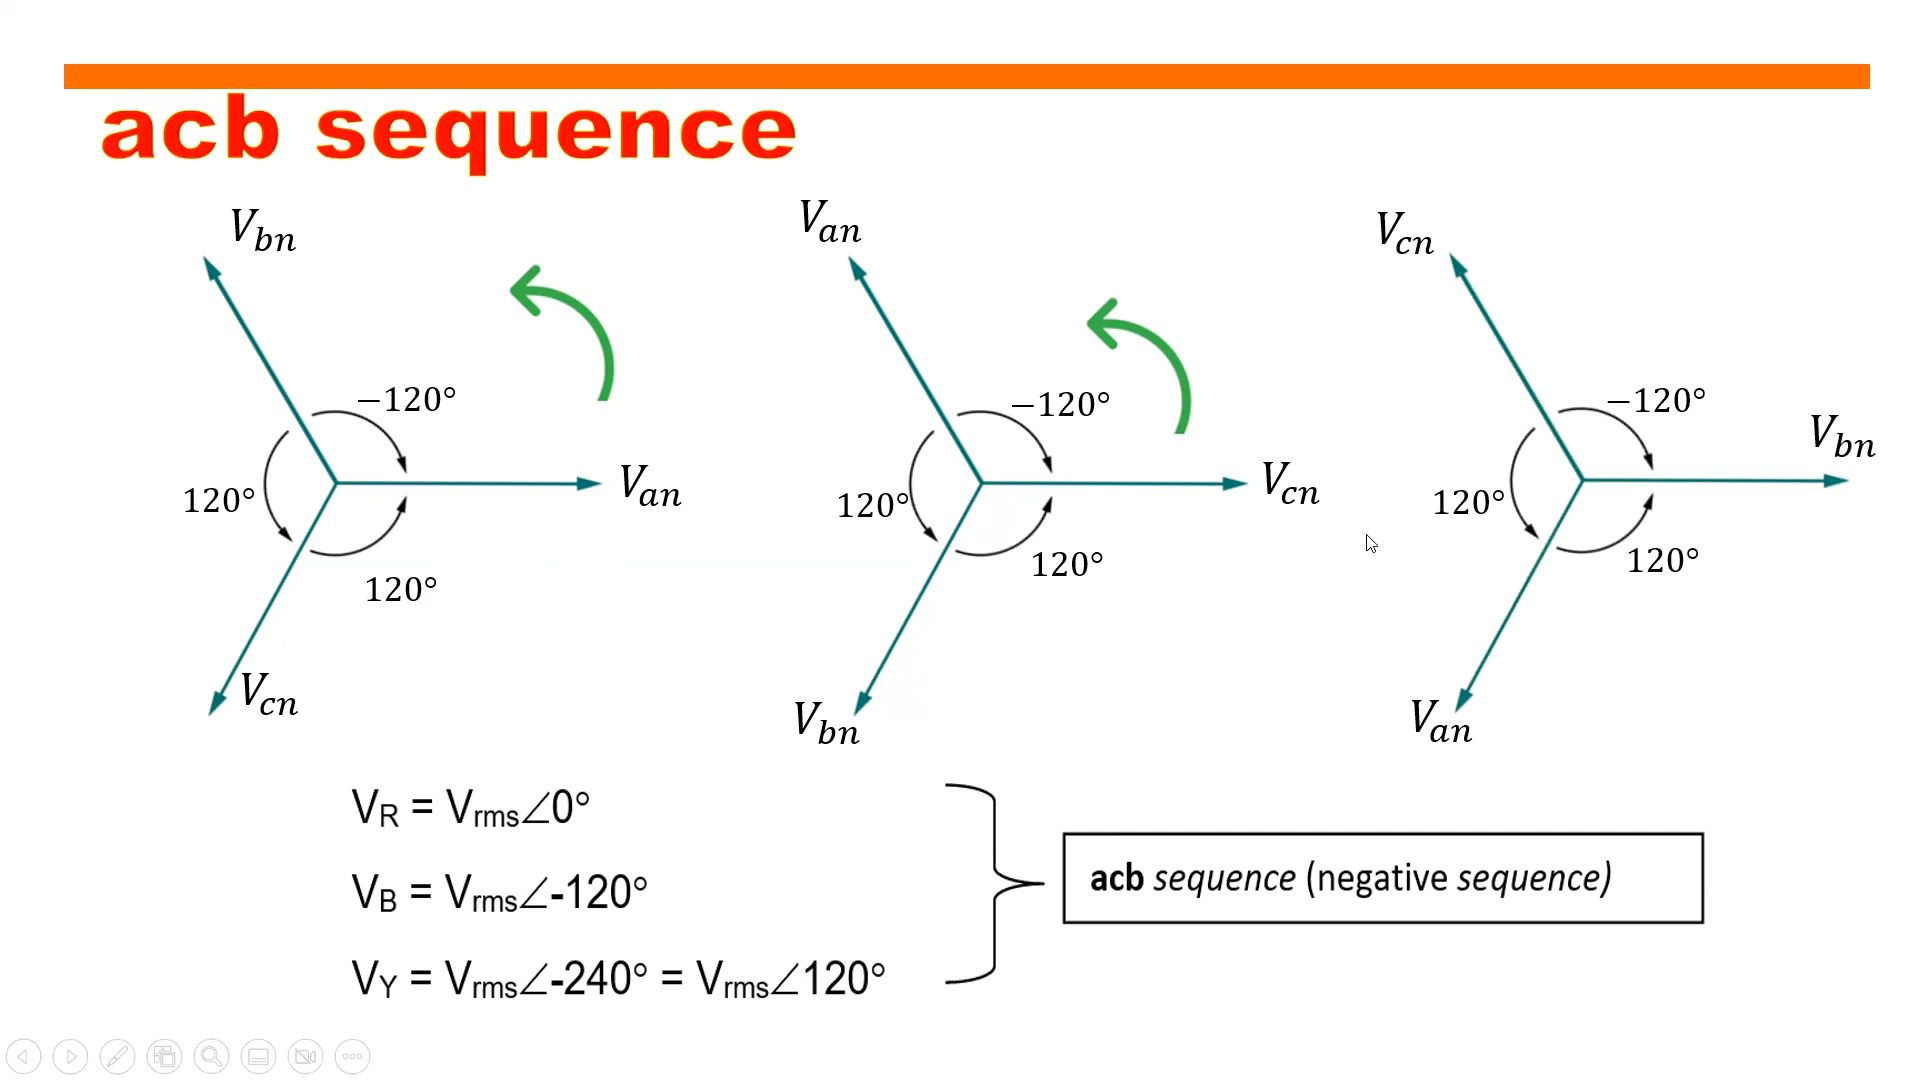 acb sequence
V_bn
−120°
120°
V_an
120°
V_cn
V_an
−120°
120°
V_cn
120°
V_bn
V_cn
−120°
V_bn
120°
120°
V_an
V_R = V_rms∠0°
V_B = V_rms∠-120°
V_Y = V_rms∠-240° = V_rms∠120°
acb sequence (negative sequence)